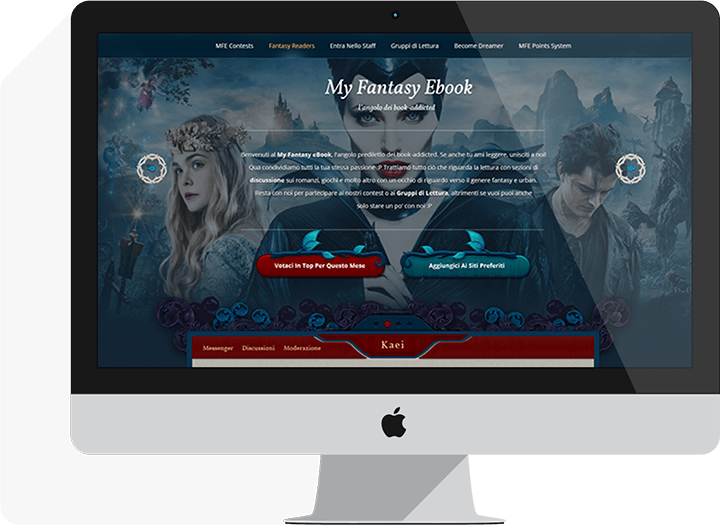 MFE Contests Fantasy Readers Entra Nello Staff Gruppi di Lettura Become Dreamer MFE Points System
My Fantasy Ebook
L'angolo dei book-addicted
Benvenuti al My Fantasy eBook, l'angolo prediletto dei book-addicted. Se anche tu ami leggere, unisciti a noi!
Qua condividiamo tutti la tua stessa passione :P Trattiamo tutto ciò che riguarda la lettura con sezioni di
discussione sui romanzi, giochi e molto altro con un occhio di riguardo verso il genere fantasy e urban.
Resta con noi per partecipare ai nostri contest o ai Gruppi di Lettura, altrimenti se vuoi puoi anche
solo stare un po' con noi :P
Votaci In Top Per Questo Mese Aggiungici Ai Siti Preferiti
Messenger Discussioni Moderazione Kaei